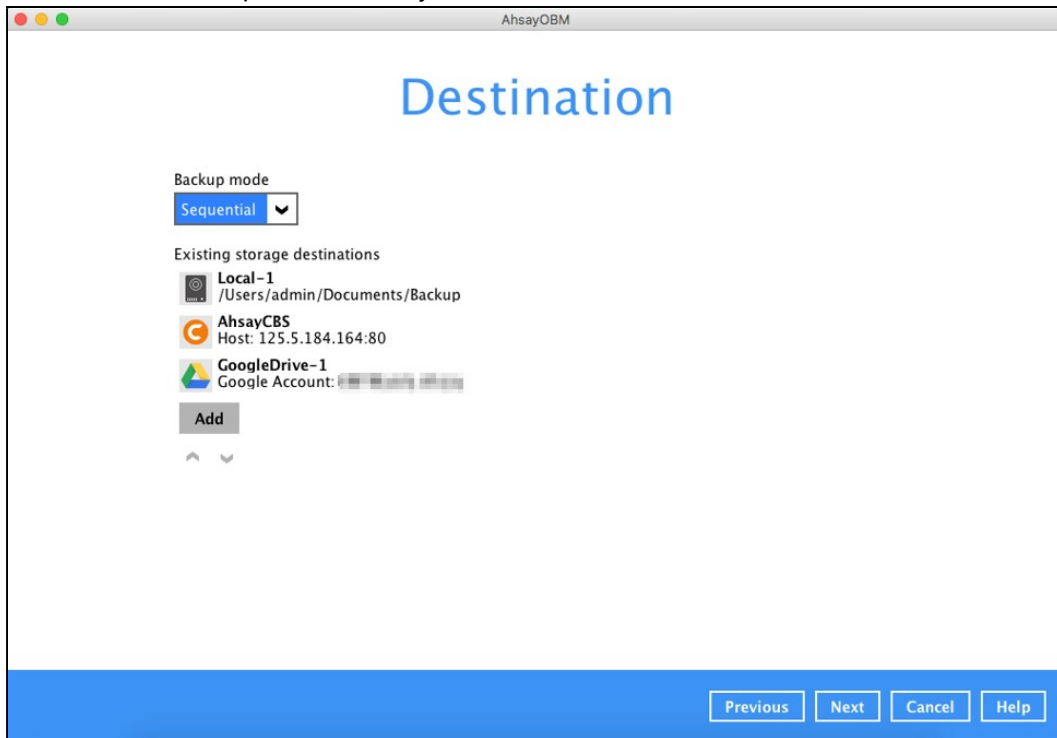 AhsayOBM
Destination
Backup mode
Sequential
Existing storage destinations
Local-1
/Users/admin/Documents/Backup
AhsayCBS
Host: 125.5.184.164:80
GoogleDrive-1
Google Account:
Add
Previous Next Cancel Help